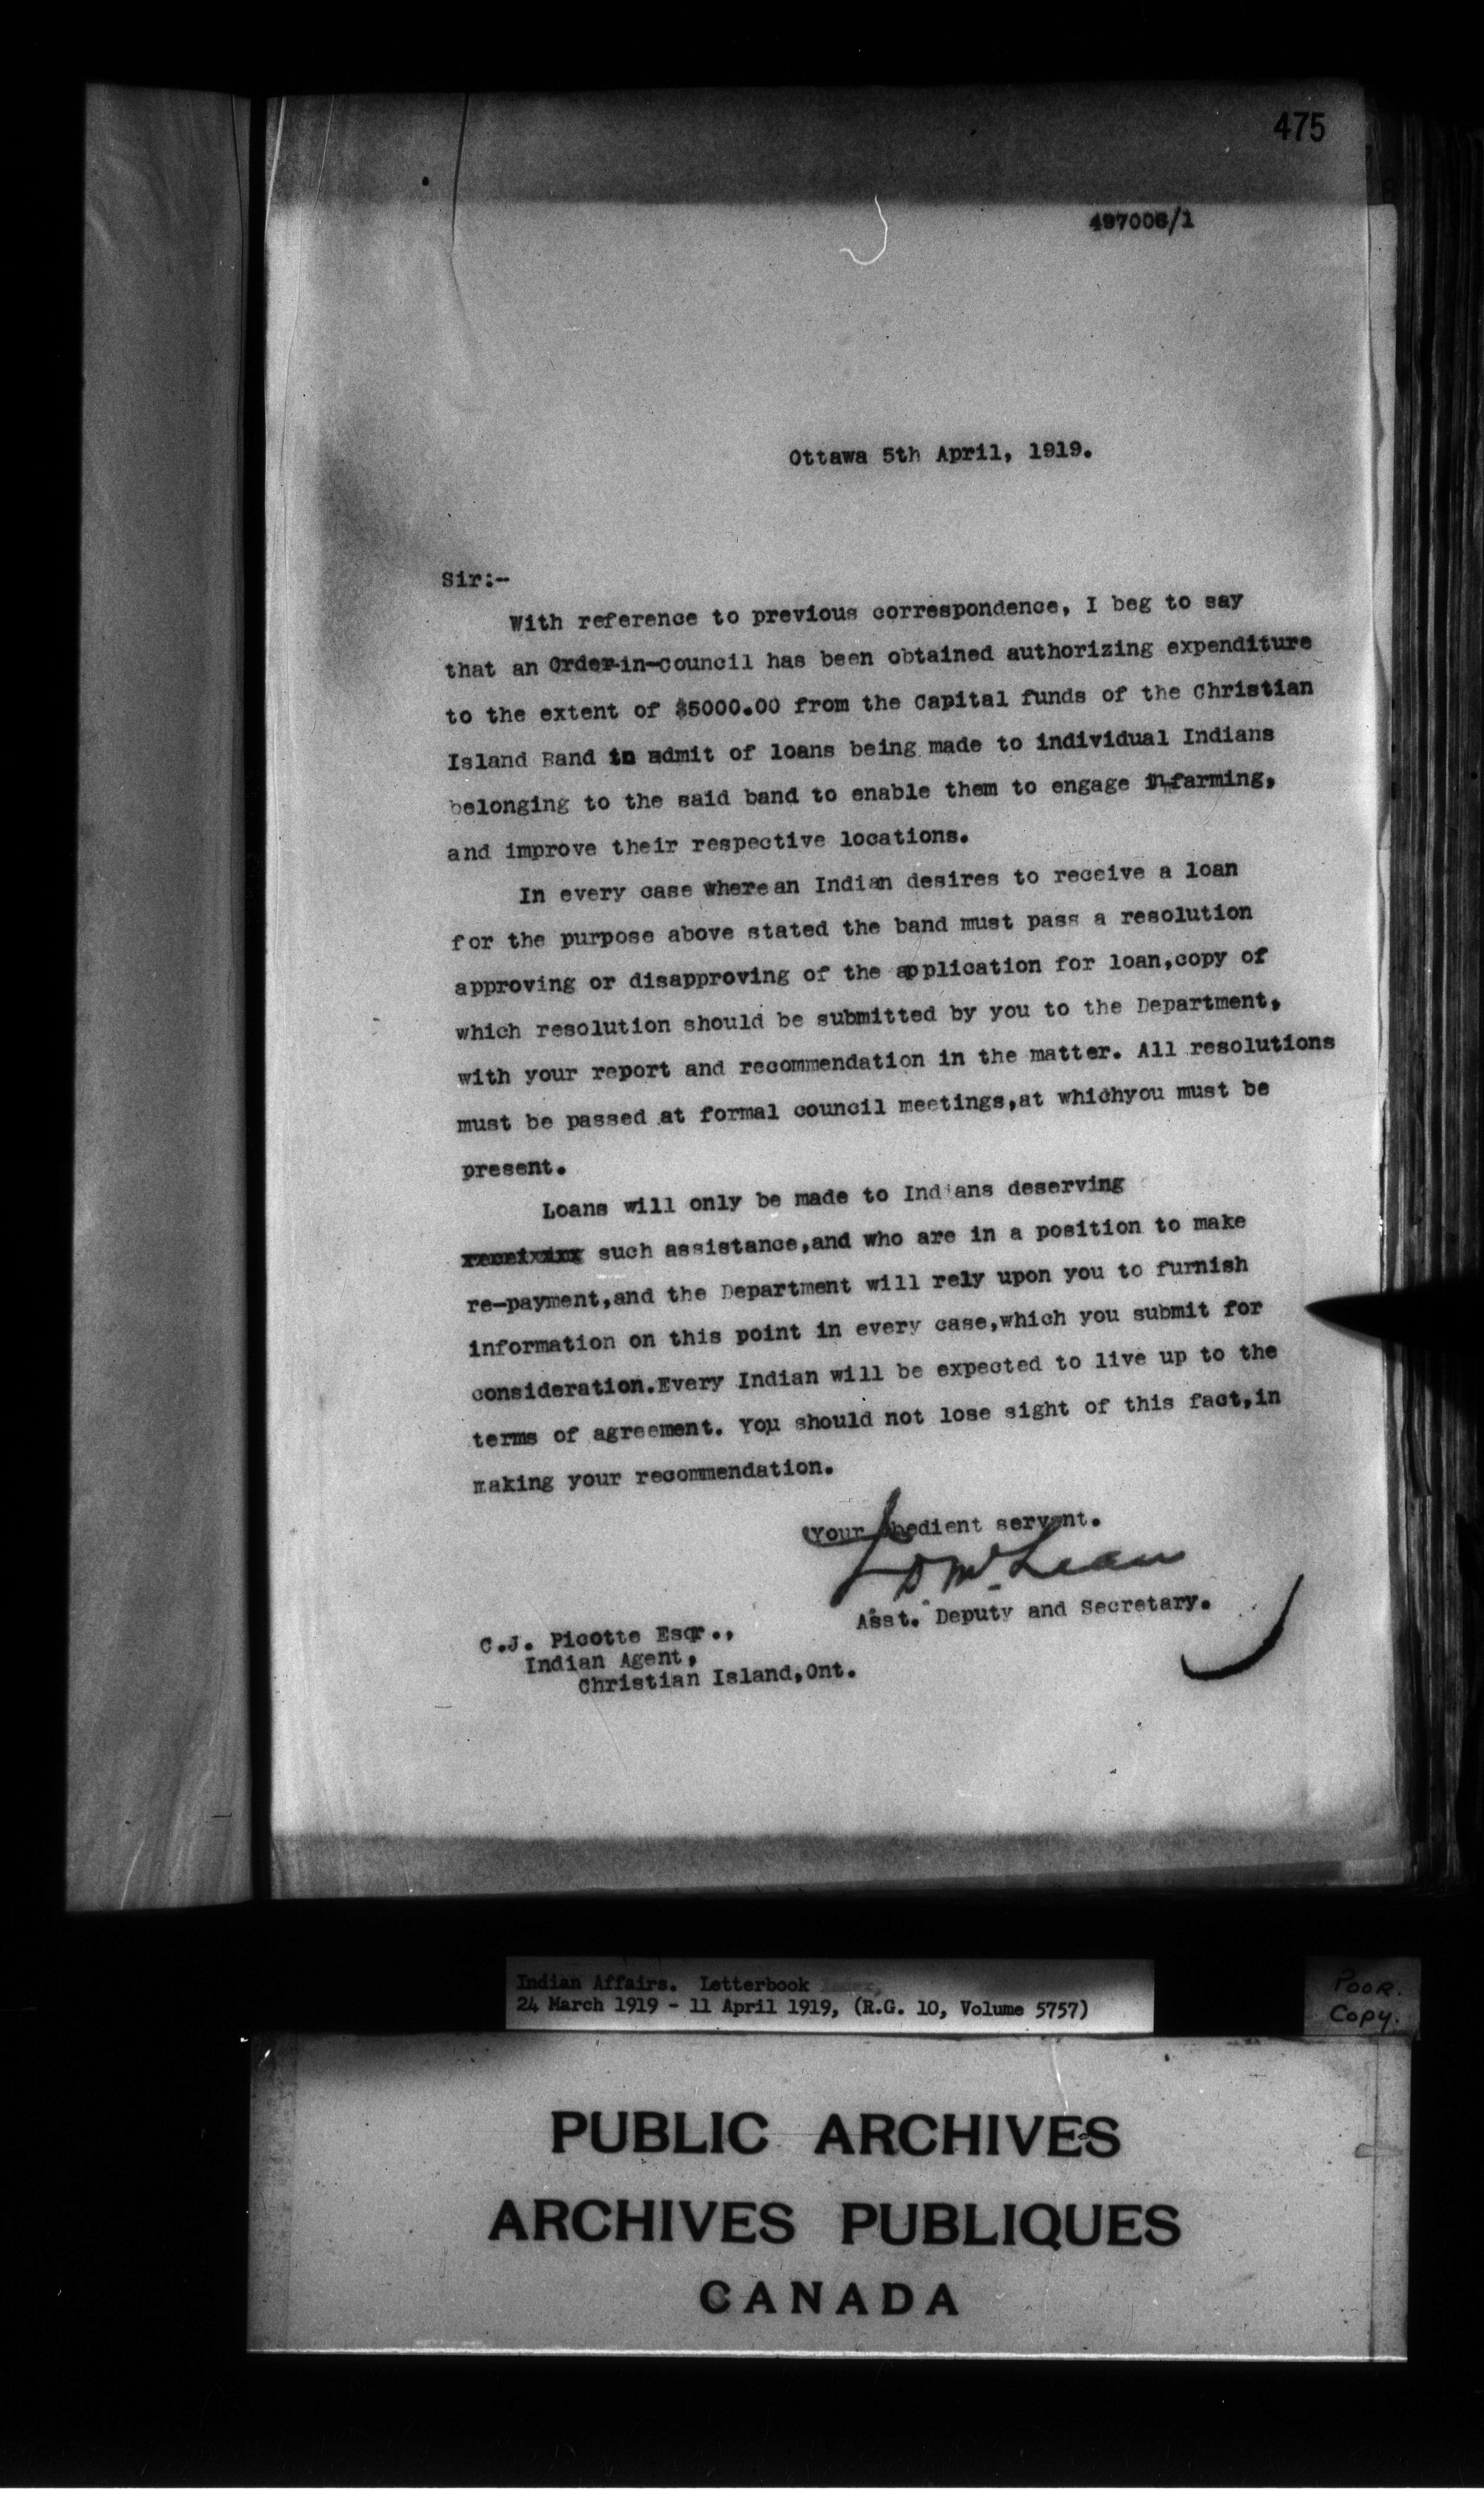 475
497006/1
Ottawa 5th April, 1919.
Sir:-
With reference to previous correspondence, I beg to say
that an Order-in-council has been obtained authorizing expenditure
to the extent of $5000.00 from the Capital funds of the Christian
Island Band to admit of loans being made to individual Indians
belonging to the said band to enable them to engage in farming,
and improve their respective locations.
In every case where an Indian desires to receive a loan
for the purpose above stated the band must pass a resolution
approving or disapproving of the application for loan,copy of
which resolution should be submitted by you to the Department,
with your report and recommendation in the matter. All resolutions
must be passed at formal council meetings,at whichyou must be
present.
Loans will only be made to Indians deserving
such assistance,and who are in a position to make
re-payment,and the Department will rely upon you to furnish
information on this point in every case,which you submit for
consideration.Every Indian will be expected to live up to the
terms of agreement. You should not lose sight of this fact,in
making your recommendation.
Your obedient servant.
J D McLean
Asst. Deputy and Secretary.
C.J. Picotte Esqr.,
Indian Agent,
Christian Island,Ont.
Indian Affairs. Letterbook
24 March 1919 - 11 April 1919, (R.G. 10, Volume 5757)
POOR.
Copy.
PUBLIC ARCHIVES
ARCHIVES PUBLIQUES
CANADA